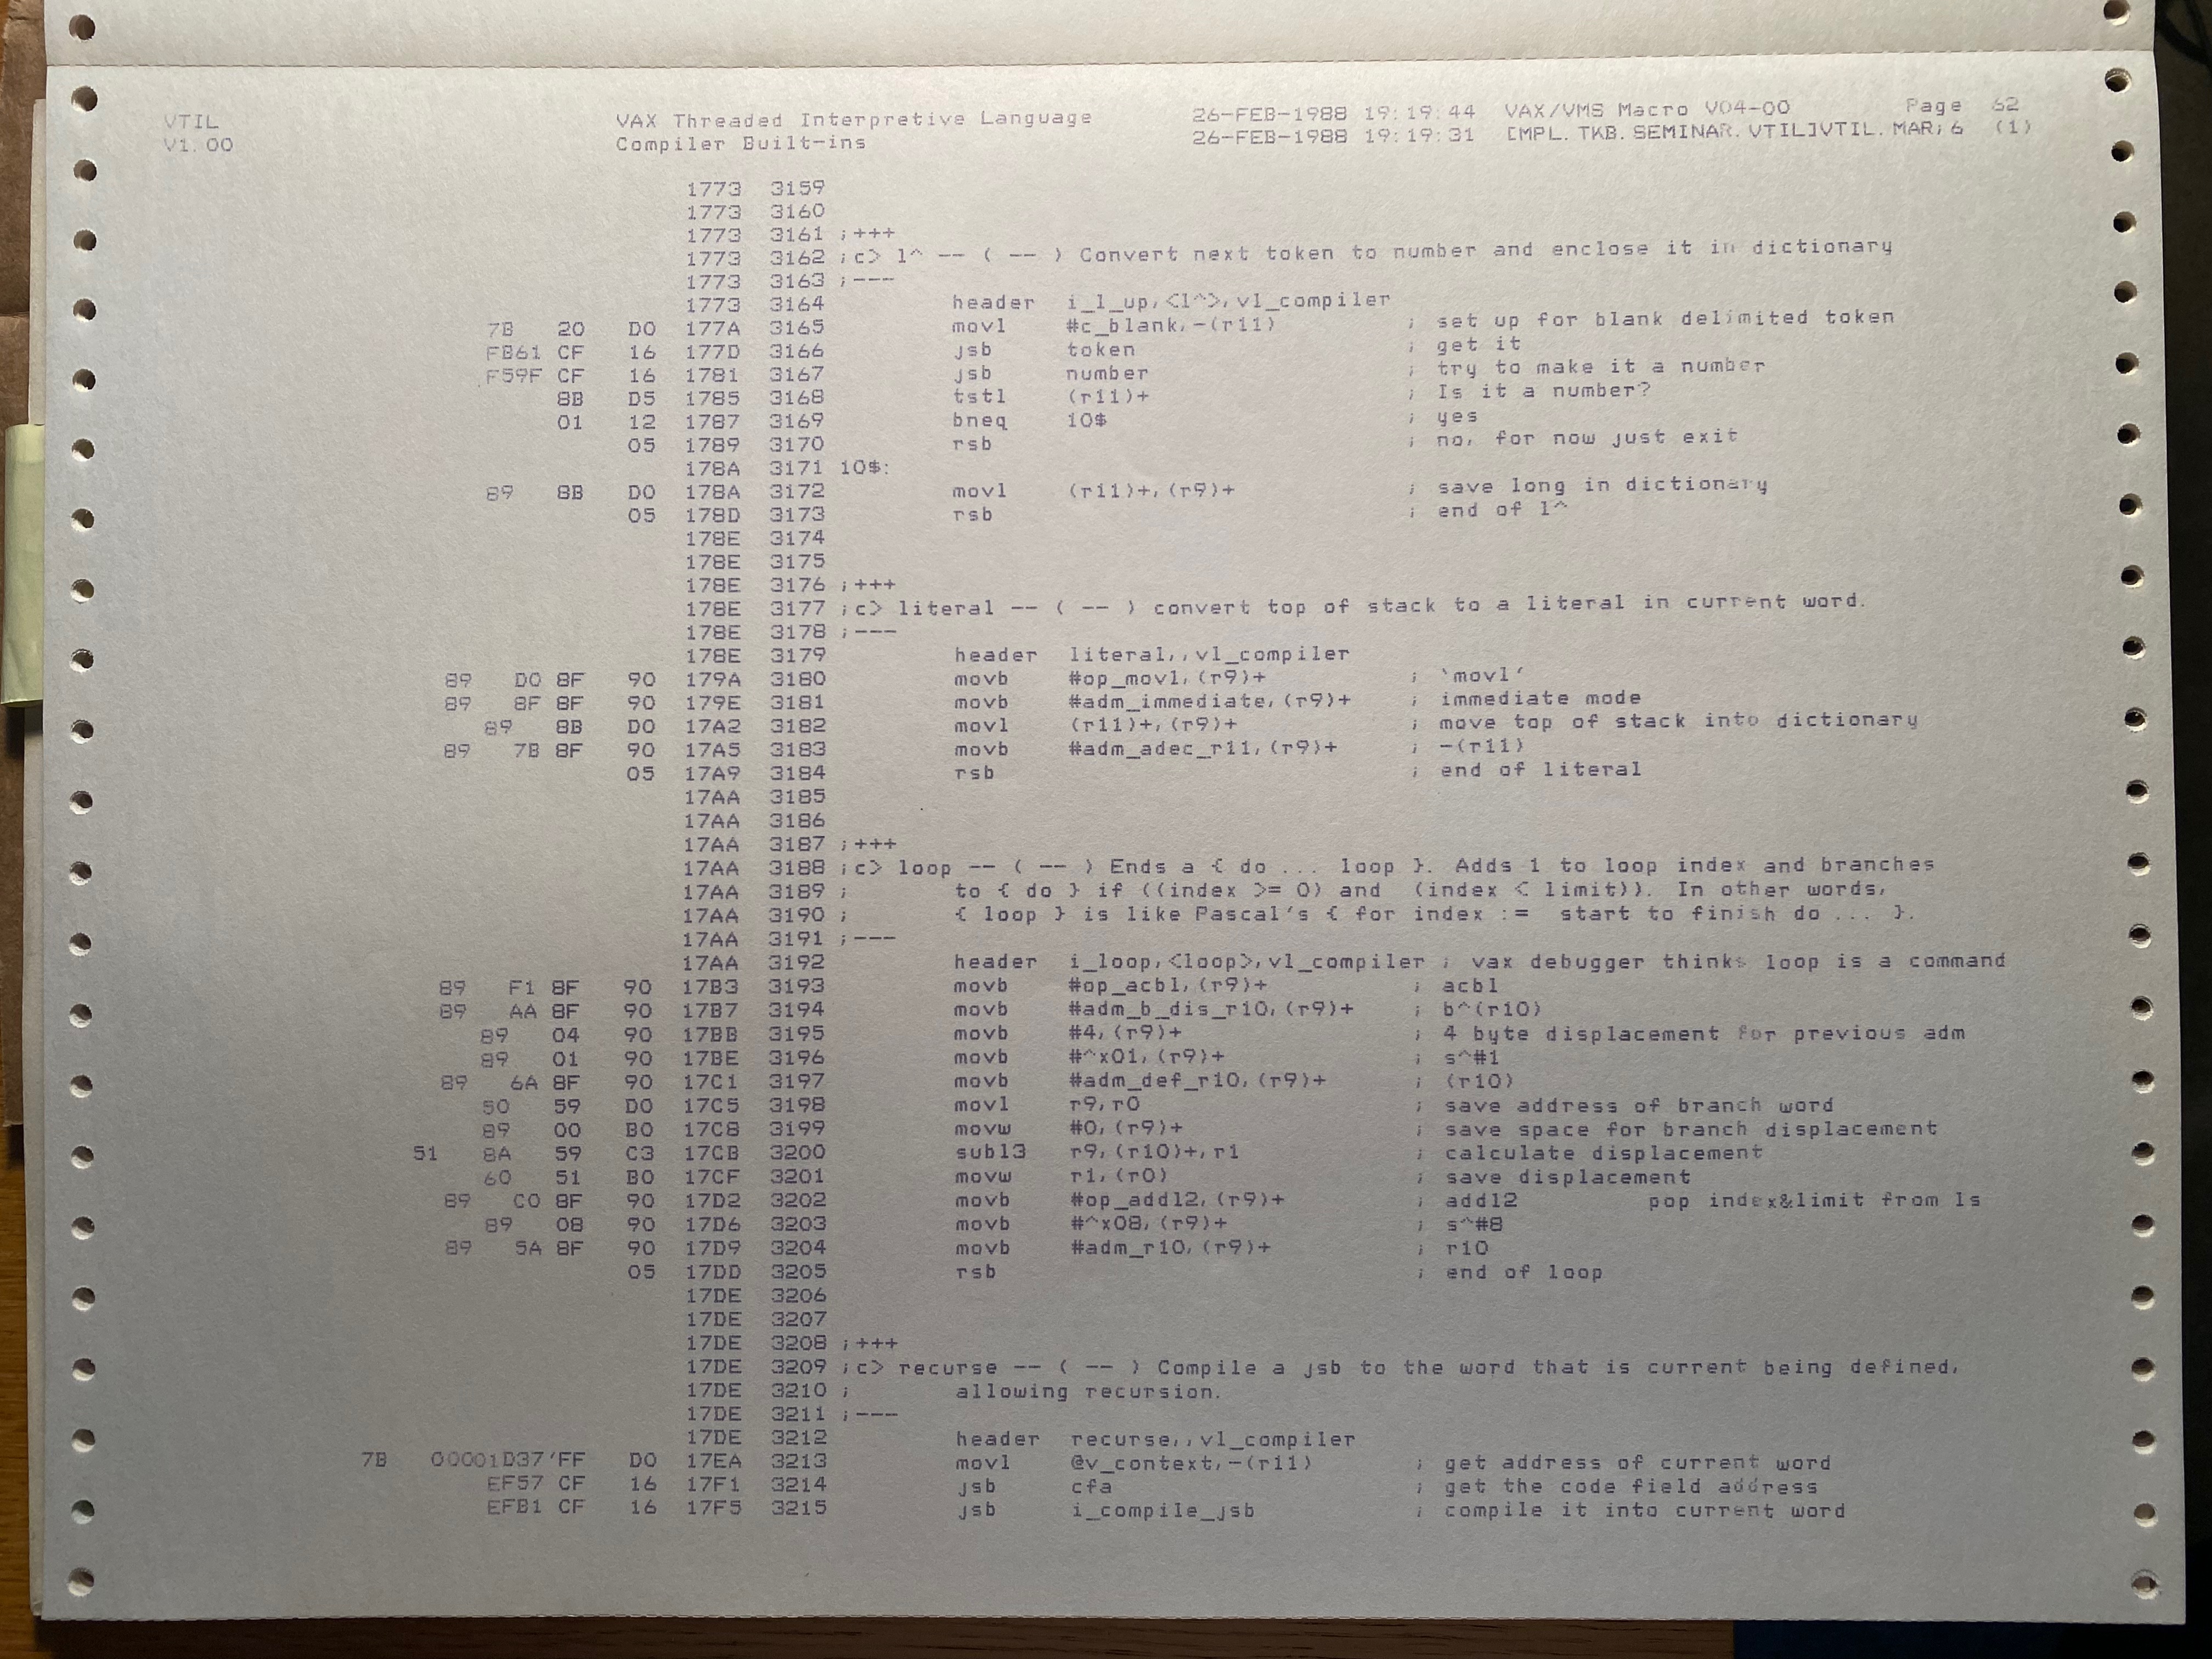 VTIL                    VAX Threaded Interpretive Language    26-FEB-1988 19:19:44  VAX/VMS Macro V04-00    Page 62
V1.00                   Compiler Built-ins    26-FEB-1988 19:19:31  [MPL.TKB.SEMINAR.VTIL]VTIL.MAR;6  (1)
1773  3159
1773  3160
1773  3161 ;+++
1773  3162 ;c> l^ -- ( -- ) Convert next token to number and enclose it in dictionary
1773  3163 ;---
1773  3164         header  i_l_up,<l^>,vl_compiler
7B 20 D0 177A  3165         movl    #c_blank,-(r11)         ; set up for blank delimited token
FB61 CF 16 177D  3166         jsb     token                   ; get it
F59F CF 16 1781  3167         jsb     number                  ; try to make it a number
8B D5 1785  3168         tstl    (r11)+                  ; Is it a number?
01 12 1787  3169         bneq    10$                     ; yes
05 1789  3170         rsb                             ; no, for now just exit
178A  3171 10$:
89 8B D0 178A  3172         movl    (r11)+,(r9)+            ; save long in dictionary
05 178D  3173         rsb                             ; end of l^
178E  3174
178E  3175
178E  3176 ;+++
178E  3177 ;c> literal -- ( -- ) convert top of stack to a literal in current word.
178E  3178 ;---
178E  3179         header  literal,,vl_compiler
89 D0 8F 90 179A  3180         movb    #op_movl,(r9)+          ; `movl'
89 8F 8F 90 179E  3181         movb    #adm_immediate,(r9)+    ; immediate mode
89 8B D0 17A2  3182         movl    (r11)+,(r9)+            ; move top of stack into dictionary
89 7B 8F 90 17A5  3183         movb    #adm_adec_r11,(r9)+     ; -(r11)
05 17A9  3184         rsb                             ; end of literal
17AA  3185
17AA  3186
17AA  3187 ;+++
17AA  3188 ;c> loop -- ( -- ) Ends a { do ... loop }. Adds 1 to loop index and branches
17AA  3189 ;       to { do } if ((index >= 0) and  (index < limit)). In other words,
17AA  3190 ;       { loop } is like Pascal's { for index :=  start to finish do ... }.
17AA  3191 ;---
17AA  3192         header  i_loop,<loop>,vl_compiler ; vax debugger thinks loop is a command
89 F1 8F 90 17B3  3193         movb    #op_acbl,(r9)+          ; acbl
89 AA 8F 90 17B7  3194         movb    #adm_b_dis_r10,(r9)+    ; b^(r10)
89 04 90 17BB  3195         movb    #4,(r9)+                ; 4 byte displacement for previous adm
89 01 90 17BE  3196         movb    #^x01,(r9)+             ; s^#1
89 6A 8F 90 17C1  3197         movb    #adm_def_r10,(r9)+      ; (r10)
50 59 D0 17C5  3198         movl    r9,r0                   ; save address of branch word
89 00 B0 17C8  3199         movw    #0,(r9)+                ; save space for branch displacement
51 8A 59 C3 17CB  3200         subl3   r9,(r10)+,r1            ; calculate displacement
60 51 B0 17CF  3201         movw    r1,(r0)                 ; save displacement
89 C0 8F 90 17D2  3202         movb    #op_addl2,(r9)+         ; addl2         pop index&limit from ls
89 08 90 17D6  3203         movb    #^x08,(r9)+             ; s^#8
89 5A 8F 90 17D9  3204         movb    #adm_r10,(r9)+          ; r10
05 17DD  3205         rsb                             ; end of loop
17DE  3206
17DE  3207
17DE  3208 ;+++
17DE  3209 ;c> recurse -- ( -- ) Compile a jsb to the word that is current being defined,
17DE  3210 ;       allowing recursion.
17DE  3211 ;---
17DE  3212         header  recurse,,vl_compiler
7B 00001D37'FF D0 17EA  3213         movl    @v_context,-(r11)       ; get address of current word
EF57 CF 16 17F1  3214         jsb     cfa                     ; get the code field address
EFB1 CF 16 17F5  3215         jsb     i_compile_jsb           ; compile it into current word